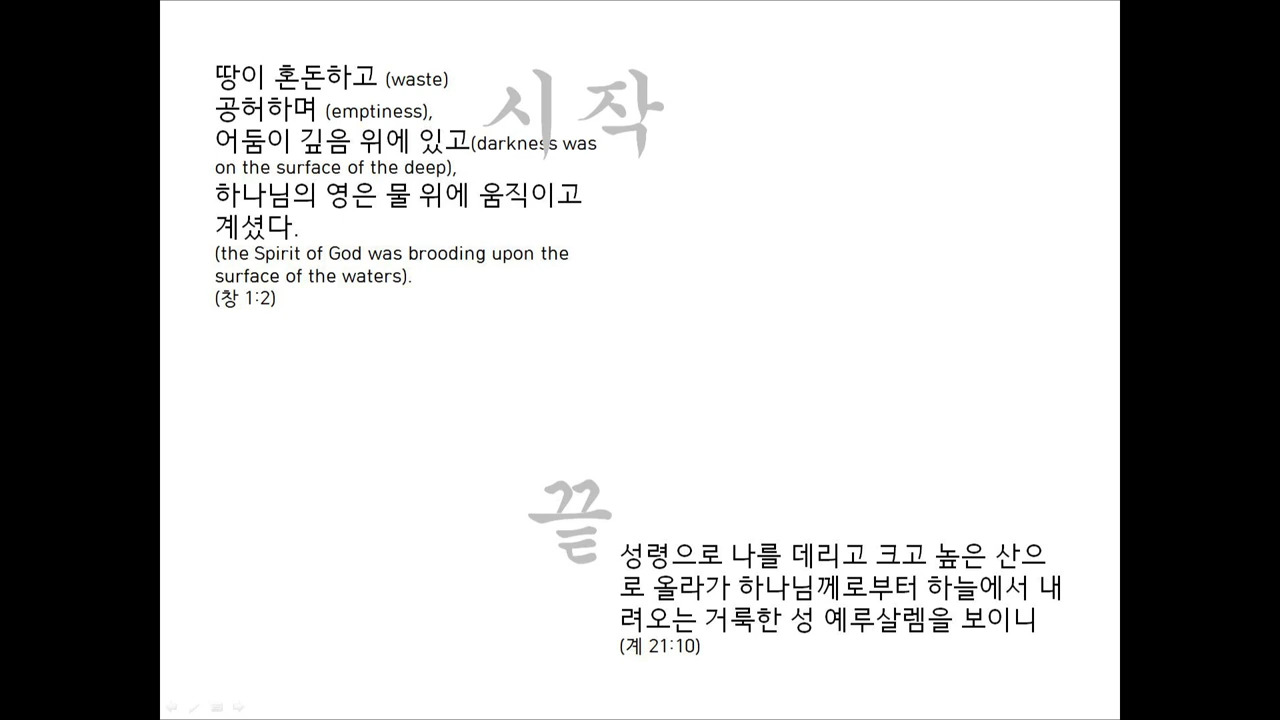 시작
땅이 혼돈하고 (waste)
공허하며 (emptiness),
어둠이 깊음 위에 있고(darkness was
on the surface of the deep),
하나님의 영은 물 위에 움직이고
계셨다.
(the Spirit of God was brooding upon the
surface of the waters).
(창 1:2)
끝
성령으로 나를 데리고 크고 높은 산으
로 올라가 하나님께로부터 하늘에서 내
려오는 거룩한 성 예루살렘을 보이니
(계 21:10)